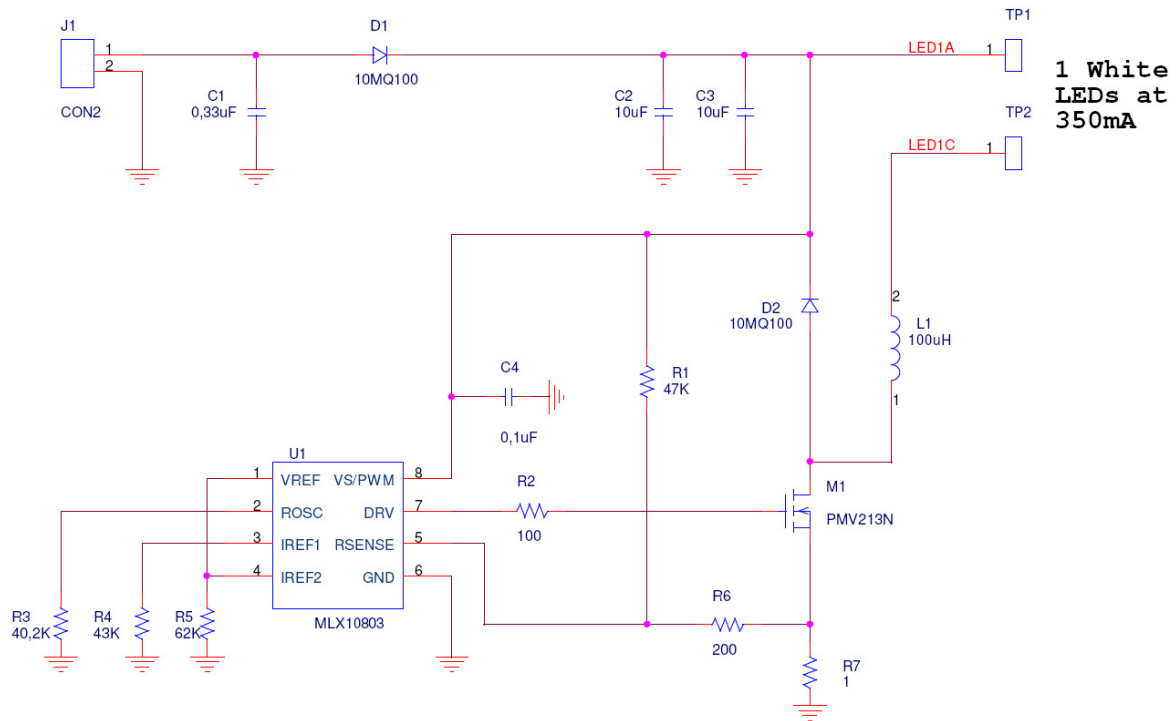 J1
1
2
CON2
D1
10MQ100
C1
0,33uF
C2
10uF
C3
10uF
LED1A
1
TP1
1 White
LEDs at
350mA
TP2
LED1C
1
D2
10MQ100
2
L1
100uH
1
R1
47K
C4
0,1uF
U1
1
VREF
VS/PWM
8
2
ROSC
DRV
7
3
IREF1
RSENSE
5
4
IREF2
GND
6
MLX10803
R2
100
M1
PMV213N
R3
40,2K
R4
43K
R5
62K
R6
200
R7
1